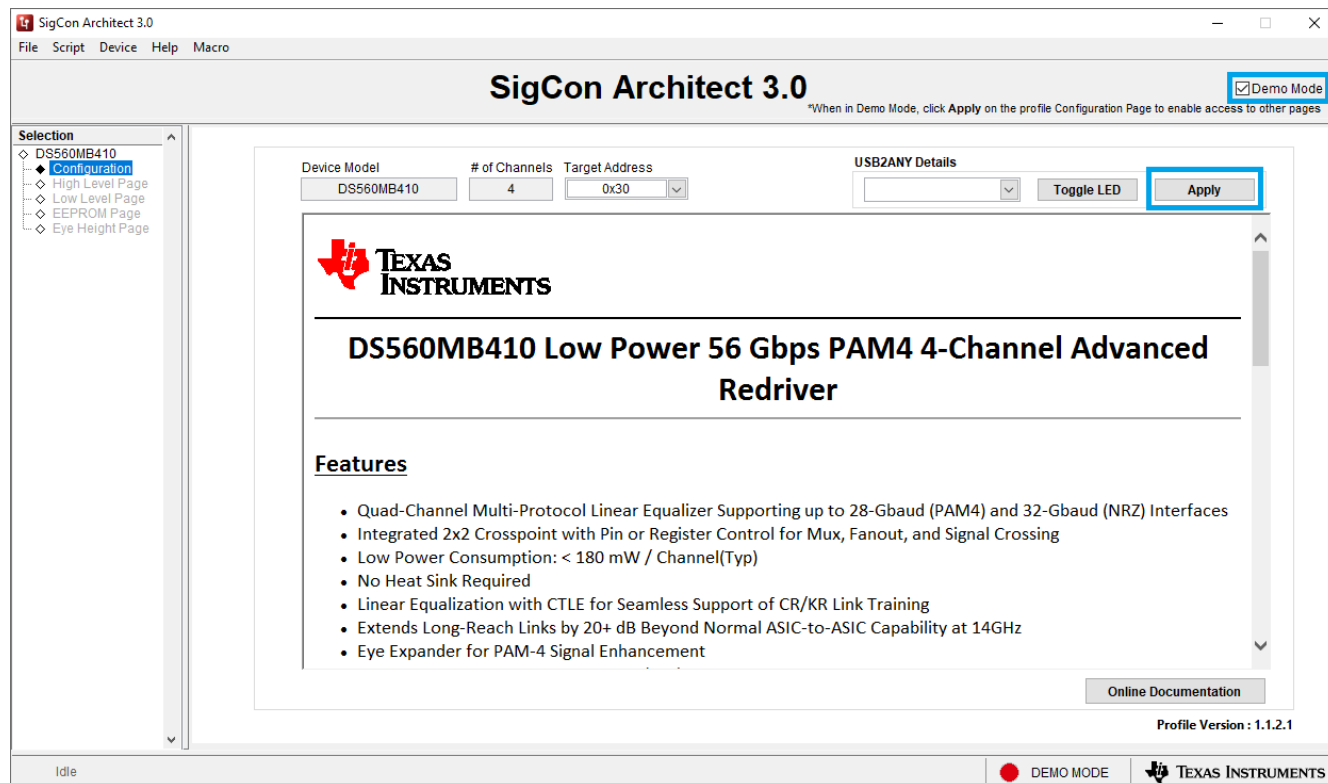 SigCon Architect 3.0
File Script Device Help Macro
SigCon Architect 3.0
Demo Mode
*When in Demo Mode, click Apply on the profile Configuration Page to enable access to other pages
Selection
DS560MB410
Configuration
High Level Page
Low Level Page
EEPROM Page
Eye Height Page
Device Model
# of Channels
Target Address
USB2ANY Details
DS560MB410
4
0x30
Toggle LED
Apply
TEXAS
INSTRUMENTS
DS560MB410 Low Power 56 Gbps PAM4 4-Channel Advanced
Redriver
Features
• Quad-Channel Multi-Protocol Linear Equalizer Supporting up to 28-Gbaud (PAM4) and 32-Gbaud (NRZ) Interfaces
• Integrated 2x2 Crosspoint with Pin or Register Control for Mux, Fanout, and Signal Crossing
• Low Power Consumption: < 180 mW / Channel(Typ)
• No Heat Sink Required
• Linear Equalization with CTLE for Seamless Support of CR/KR Link Training
• Extends Long-Reach Links by 20+ dB Beyond Normal ASIC-to-ASIC Capability at 14GHz
• Eye Expander for PAM-4 Signal Enhancement
Online Documentation
Profile Version : 1.1.2.1
Idle
DEMO MODE
TEXAS INSTRUMENTS